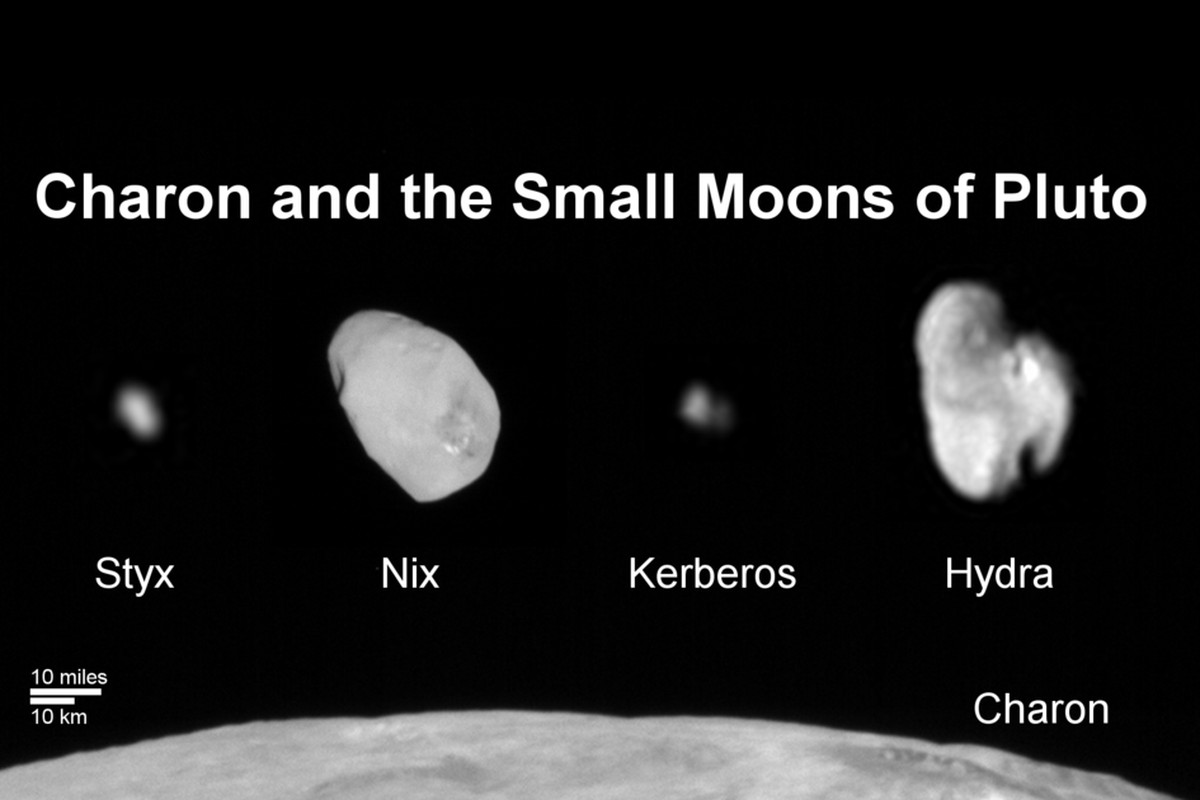 Charon and the Small Moons of Pluto
Styx
Nix
Kerberos
Hydra
10 miles
10 km
Charon